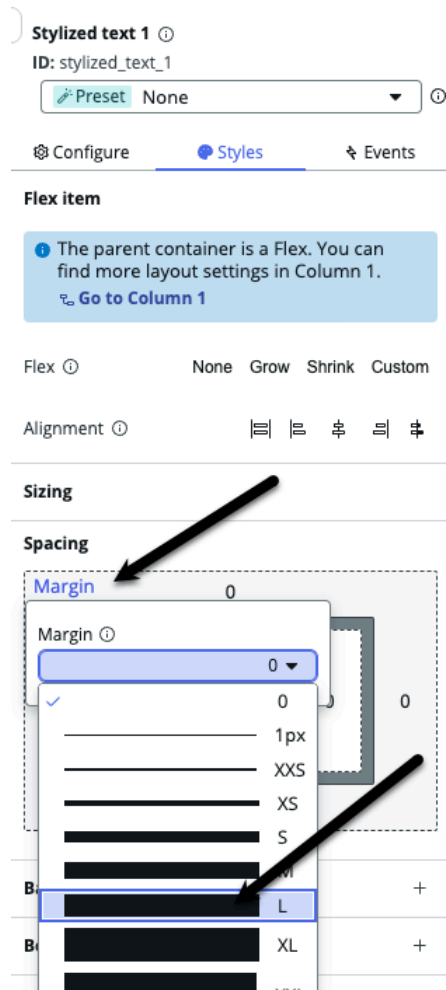 Stylized text 1
ID: stylized_text_1
Preset None
Configure Styles Events
Flex item
The parent container is a Flex. You can
find more layout settings in Column 1.
Go to Column 1
Flex None Grow Shrink Custom
Alignment
Sizing
Spacing
Margin 0
Margin
0
0 0
1px
XXS
XS
S
M
L
XL